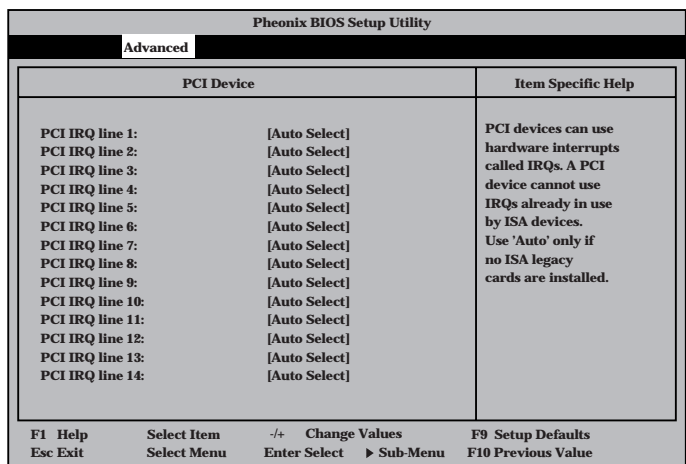 Pheonix BIOS Setup Utility
Advanced
PCI Device
Item Specific Help
PCI IRQ line 1: [Auto Select]
PCI IRQ line 2: [Auto Select]
PCI IRQ line 3: [Auto Select]
PCI IRQ line 4: [Auto Select]
PCI IRQ line 5: [Auto Select]
PCI IRQ line 6: [Auto Select]
PCI IRQ line 7: [Auto Select]
PCI IRQ line 8: [Auto Select]
PCI IRQ line 9: [Auto Select]
PCI IRQ line 10: [Auto Select]
PCI IRQ line 11: [Auto Select]
PCI IRQ line 12: [Auto Select]
PCI IRQ line 13: [Auto Select]
PCI IRQ line 14: [Auto Select]
PCI devices can use
hardware interrupts
called IRQs. A PCI
device cannot use
IRQs already in use
by ISA devices.
Use 'Auto' only if
no ISA legacy
cards are installed.
F1 Help Select Item -/+ Change Values F9 Setup Defaults
Esc Exit Select Menu Enter Select ▶ Sub-Menu F10 Previous Value